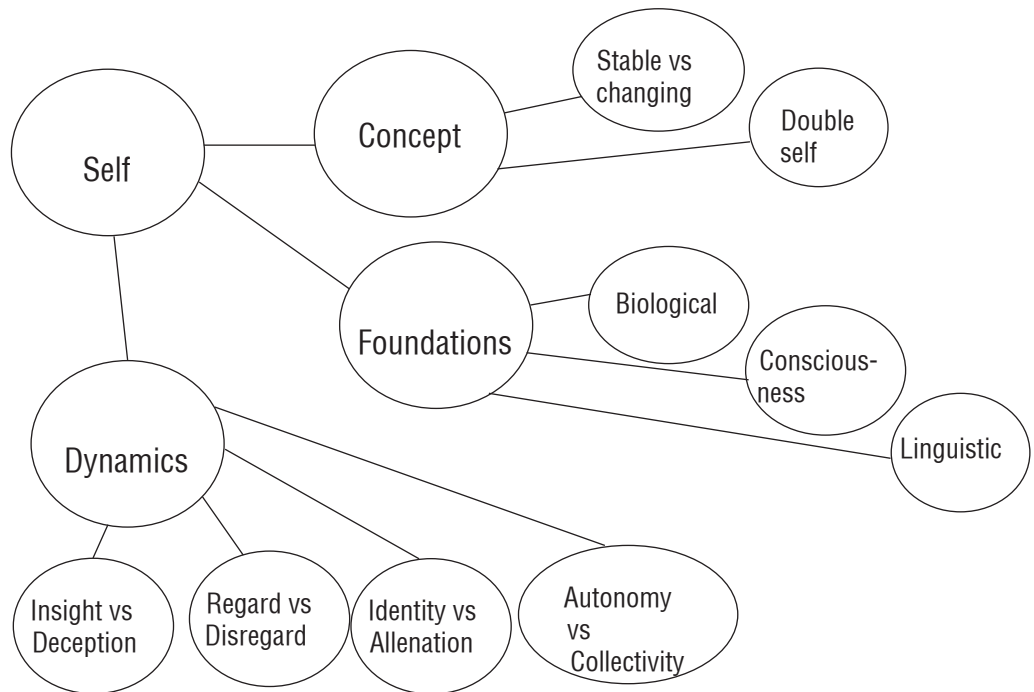 Self
Concept
Stable vs
changing
Double
self
Foundations
Biological
Conscious-
ness
Linguistic
Dynamics
Insight vs
Deception
Regard vs
Disregard
Identity vs
Allenation
Autonomy
vs
Collectivity